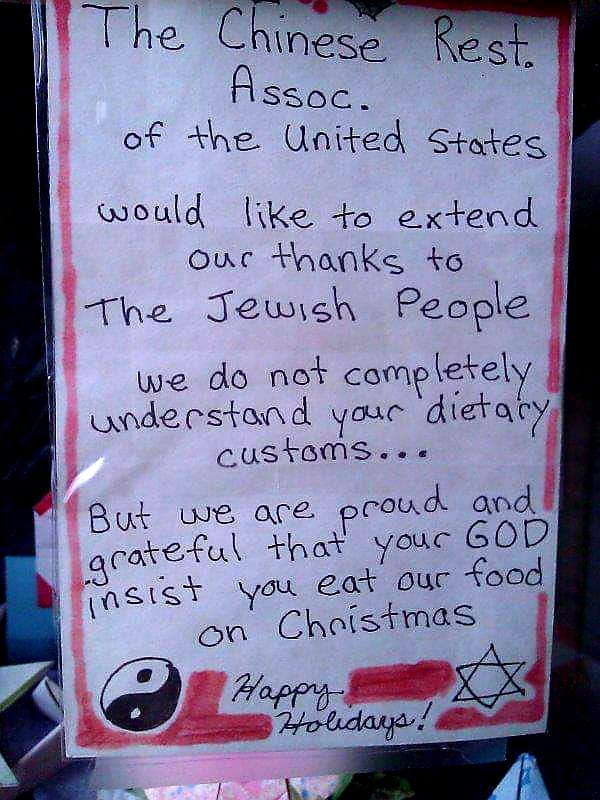 The Chinese Rest.
Assoc.
of the United States
would like to extend
our thanks to
The Jewish People
we do not completely
understand your dietary
customs...
But we are proud and
grateful that your GOD
insist you eat our food
on Christmas
Happy
Holidays!